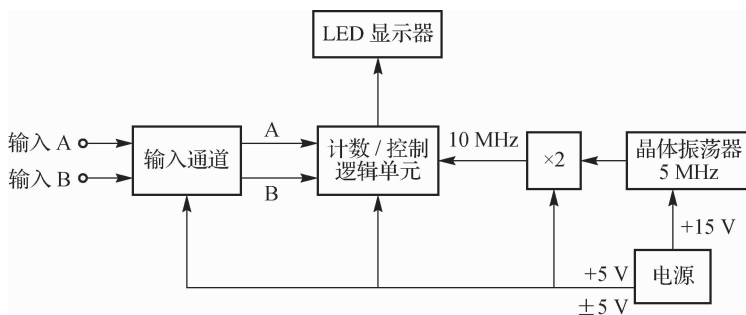 LED 显示器
输入 A
输入 B
输入通道
A
B
计数 / 控制
逻辑单元
10 MHz
×2
晶体振荡器
5 MHz
+15 V
电源
+5 V
±5 V